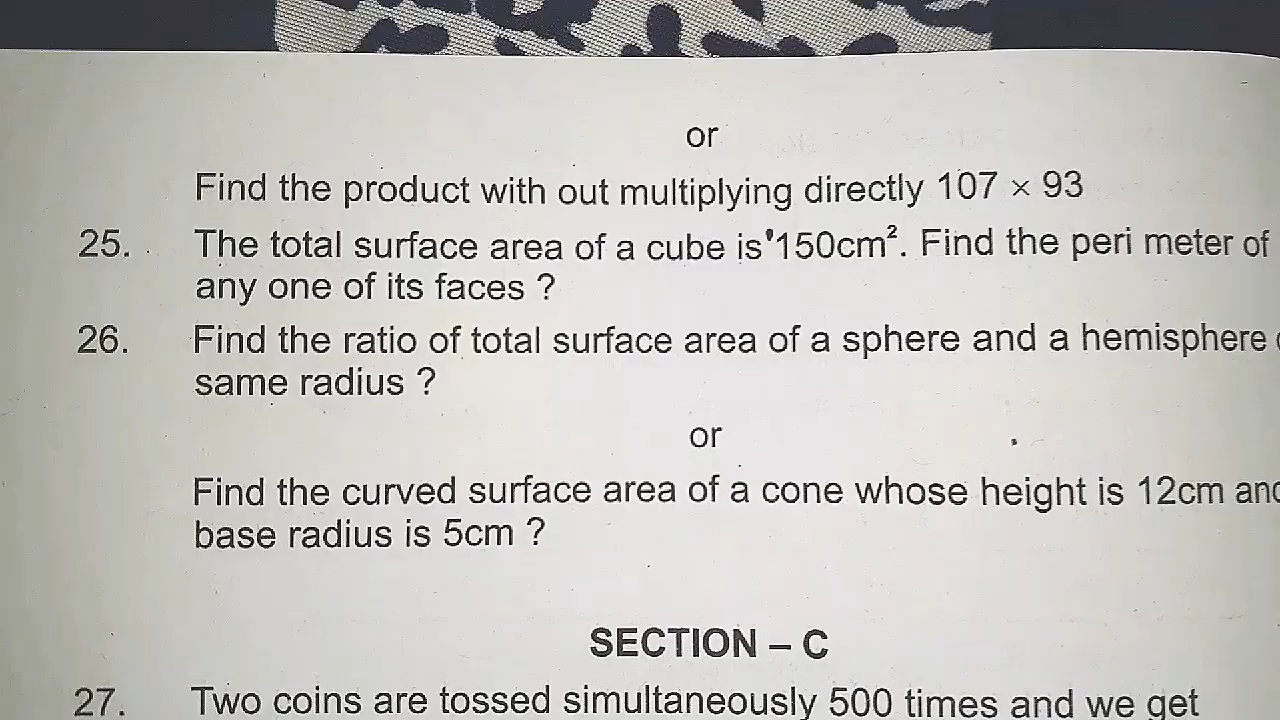 or
Find the product with out multiplying directly 107 × 93
25. The total surface area of a cube is 150cm². Find the peri meter of
any one of its faces ?
26. Find the ratio of total surface area of a sphere and a hemisphere
same radius ?
or
Find the curved surface area of a cone whose height is 12cm and
base radius is 5cm ?
SECTION – C
27. Two coins are tossed simultaneously 500 times and we get